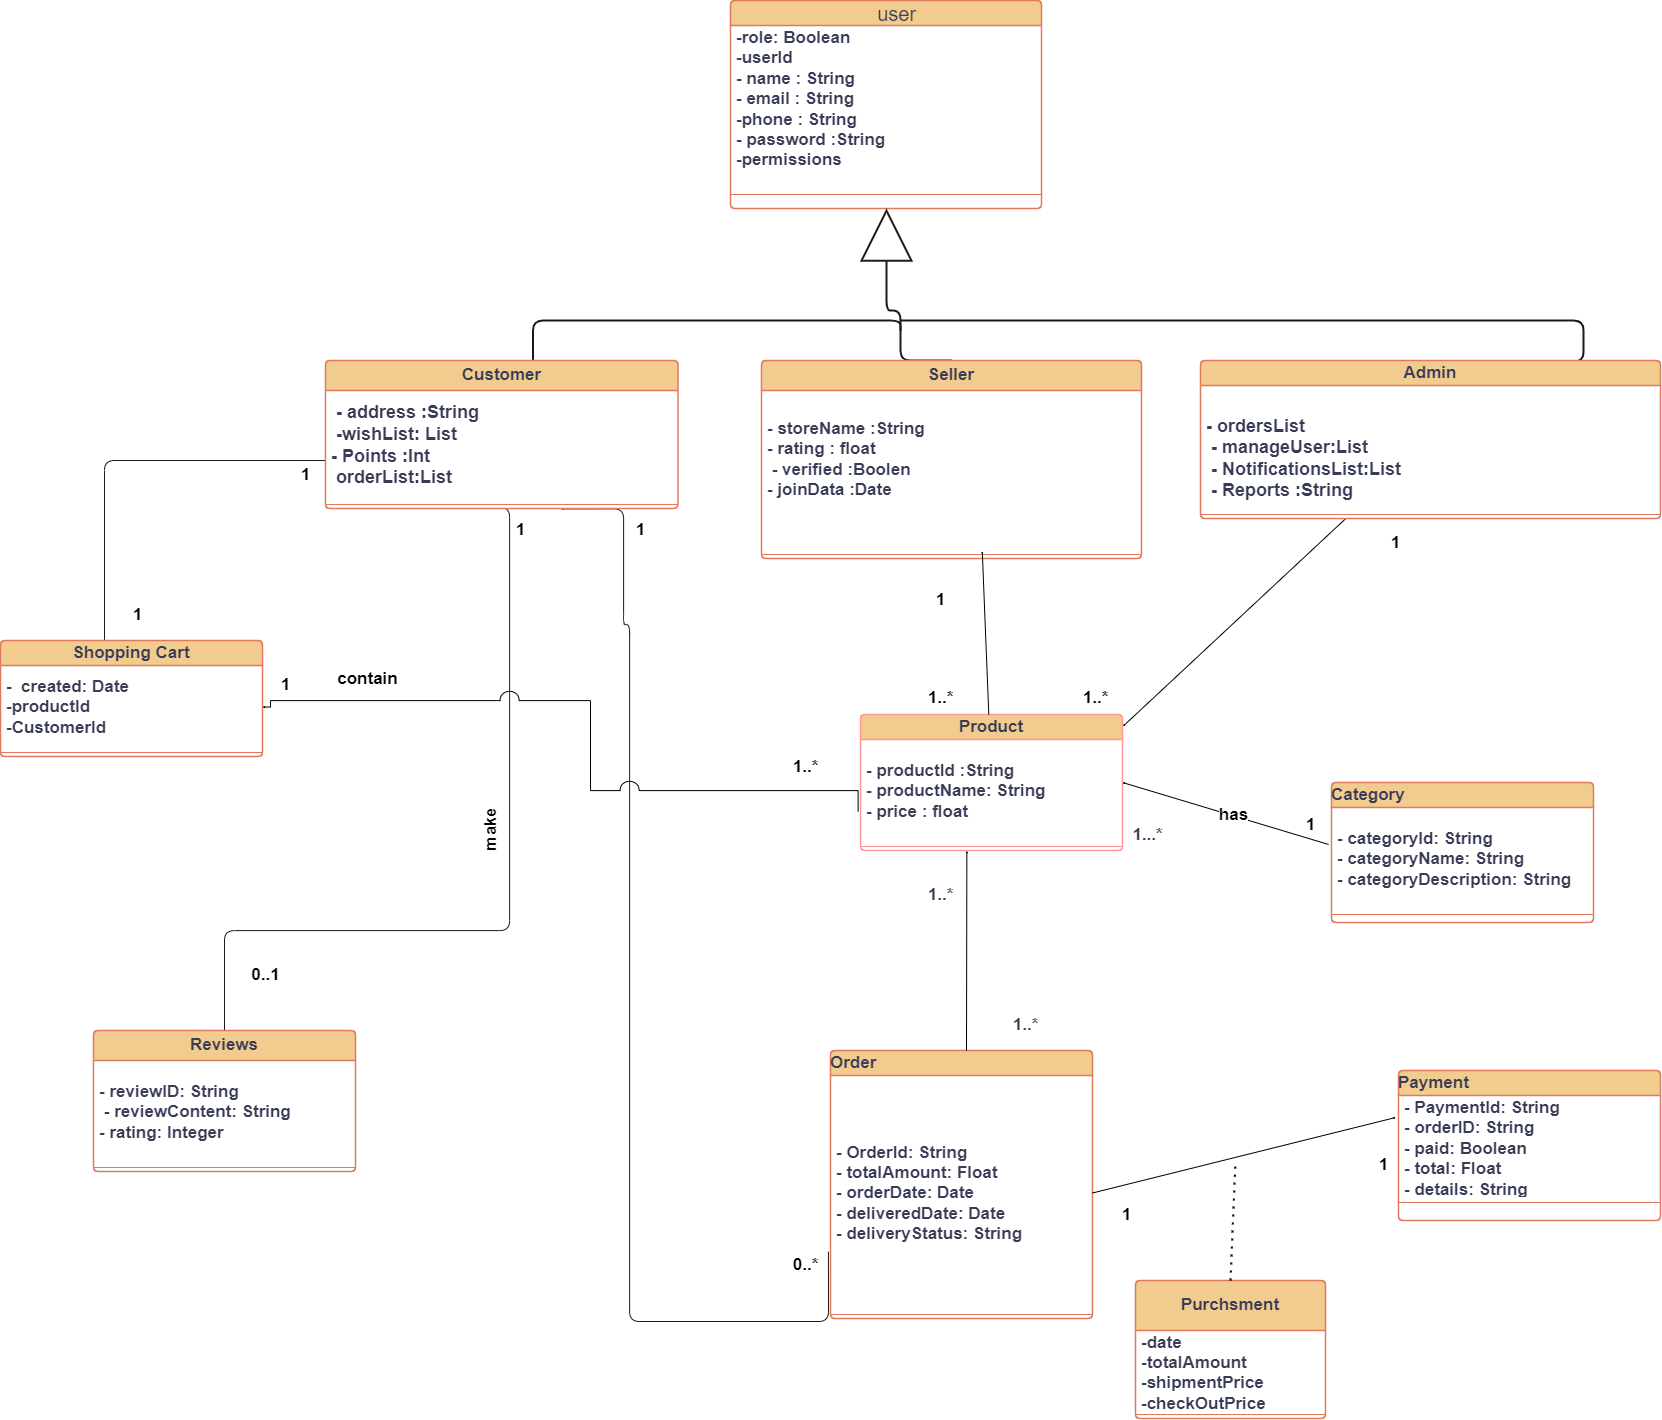 user
-role: Boolean
-userId
- name : String
- email : String
-phone : String
- password :String
-permissions
Customer
- address :String
-wishList: List
- Points :Int
orderList:List
Seller
- storeName :String
- rating : float
- verified :Boolen
- joinData :Date
Admin
- ordersList
- manageUser:List
- NotificationsList:List
- Reports :String
1
1
1
1
1
1
Shopping Cart
- created: Date
-productId
-CustomerId
1
contain
1..*
1..*
1..*
Product
- productId :String
- productName: String
- price : float
1...*
has
1
Category
- categoryId: String
- categoryName: String
- categoryDescription: String
make
1..*
0..1
1..*
Reviews
- reviewID: String
- reviewContent: String
- rating: Integer
Order
- OrderId: String
- totalAmount: Float
- orderDate: Date
- deliveredDate: Date
- deliveryStatus: String
0..*
1
1
Payment
- PaymentId: String
- orderID: String
- paid: Boolean
- total: Float
- details: String
Purchsment
-date
-totalAmount
-shipmentPrice
-checkOutPrice